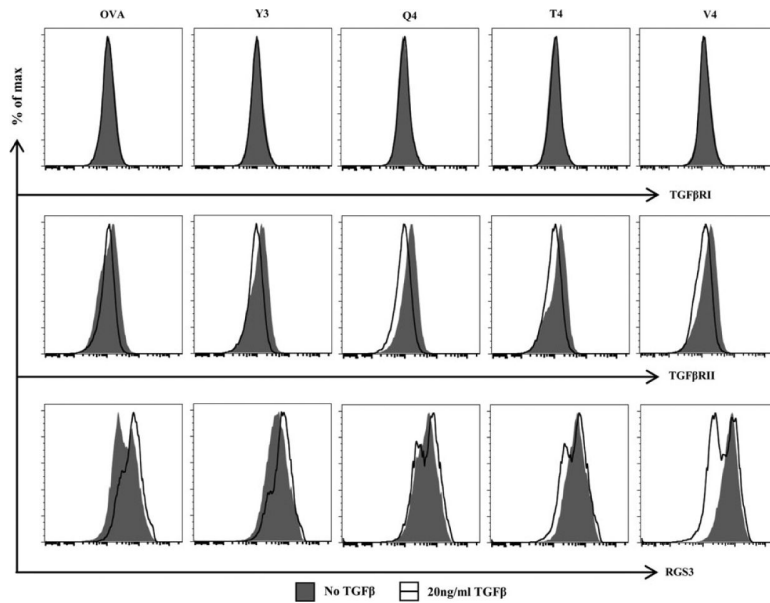 OVA Y3 Q4 T4 V4
% of max
TGFβRI
TGFβRII
RGS3
No TGFβ 20ng/ml TGFβ